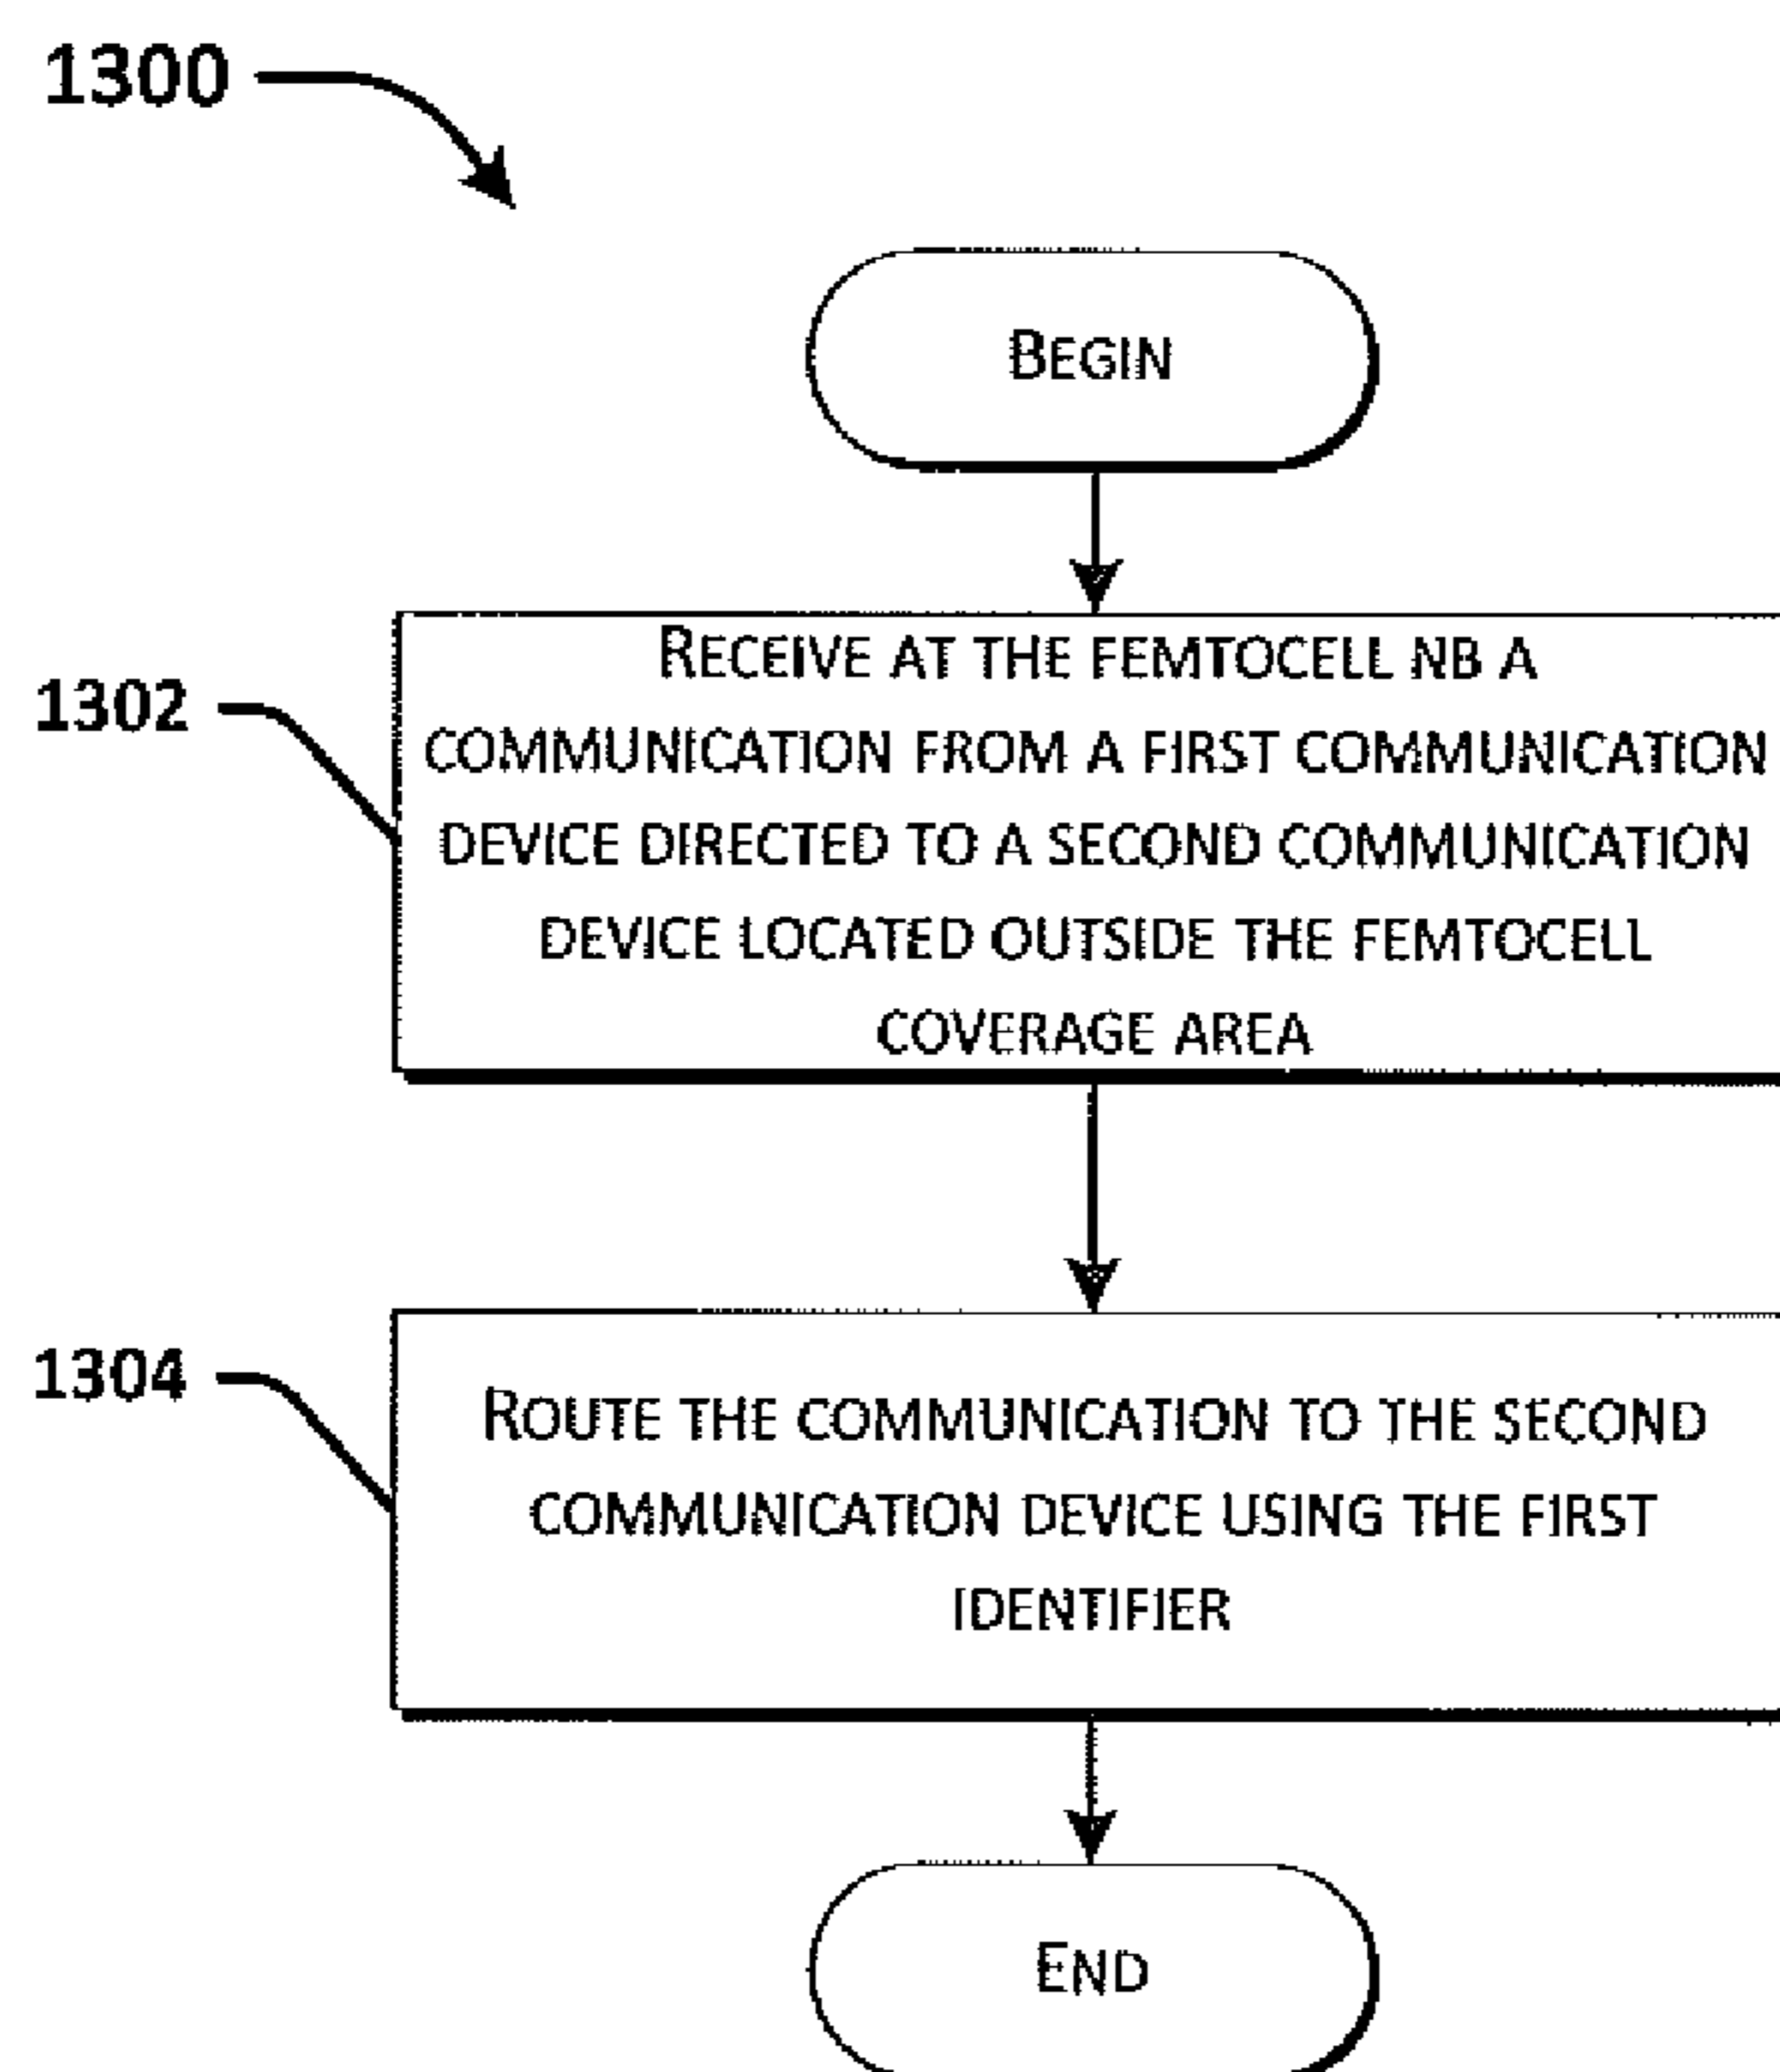 1300
BEGIN
1302
RECEIVE AT THE FEMTOCELL NB A
COMMUNICATION FROM A FIRST COMMUNICATION
DEVICE DIRECTED TO A SECOND COMMUNICATION
DEVICE LOCATED OUTSIDE THE FEMTOCELL
COVERAGE AREA
1304
ROUTE THE COMMUNICATION TO THE SECOND
COMMUNICATION DEVICE USING THE FIRST
IDENTIFIER
END